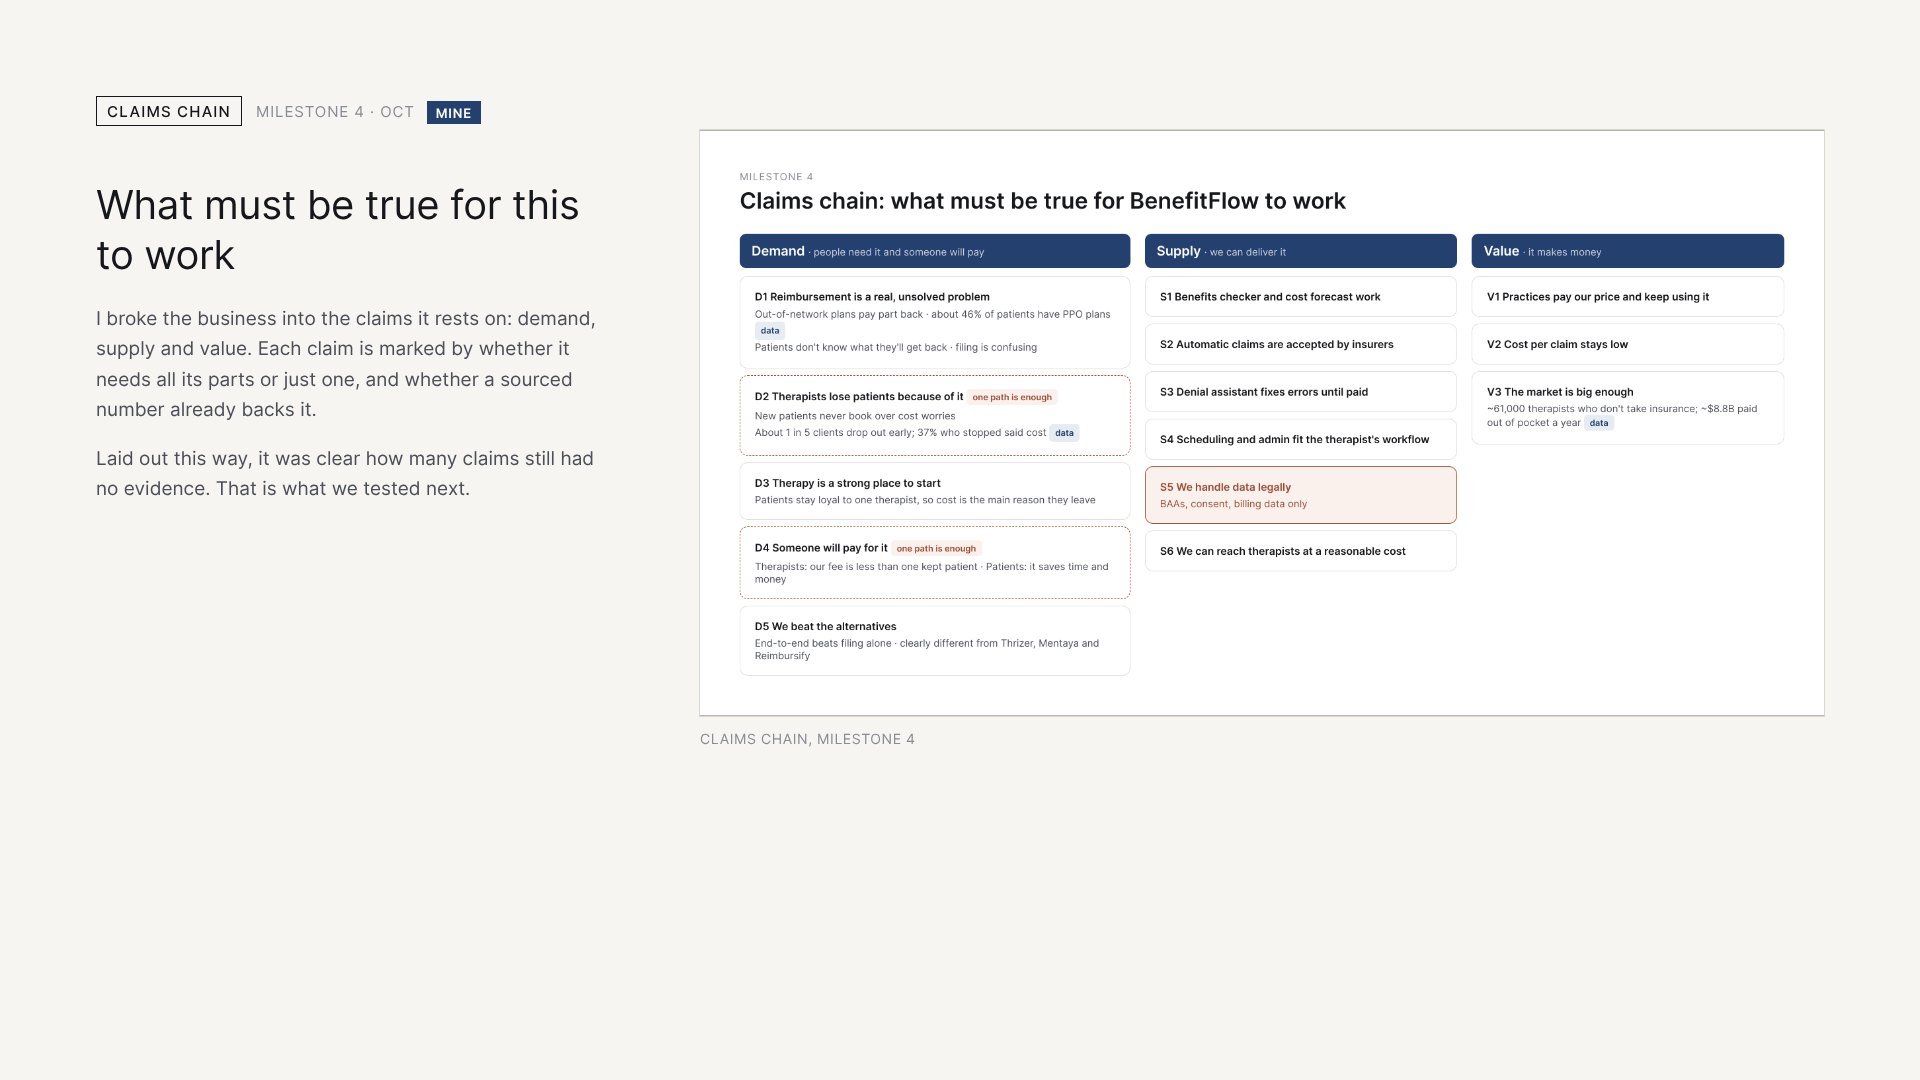 CLAIMS CHAIN MILESTONE 4 · OCT MINE
What must be true for this
to work
I broke the business into the claims it rests on: demand,
supply and value. Each claim is marked by whether it
needs all its parts or just one, and whether a sourced
number already backs it.
Laid out this way, it was clear how many claims still had
no evidence. That is what we tested next.
MILESTONE 4
Claims chain: what must be true for BenefitFlow to work
Demand · people need it and someone will pay
D1 Reimbursement is a real, unsolved problem
Out-of-network plans pay part back · about 46% of patients have PPO plans
data
Patients don't know what they'll get back · filing is confusing
D2 Therapists lose patients because of it one path is enough
New patients never book over cost worries
About 1 in 5 clients drop out early; 37% who stopped said cost data
D3 Therapy is a strong place to start
Patients stay loyal to one therapist, so cost is the main reason they leave
D4 Someone will pay for it one path is enough
Therapists: our fee is less than one kept patient · Patients: it saves time and
money
D5 We beat the alternatives
End-to-end beats filing alone · clearly different from Thrizer, Mentaya and
Reimbursify
Supply · we can deliver it
S1 Benefits checker and cost forecast work
S2 Automatic claims are accepted by insurers
S3 Denial assistant fixes errors until paid
S4 Scheduling and admin fit the therapist's workflow
S5 We handle data legally
BAAs, consent, billing data only
S6 We can reach therapists at a reasonable cost
Value · it makes money
V1 Practices pay our price and keep using it
V2 Cost per claim stays low
V3 The market is big enough
~61,000 therapists who don't take insurance; ~$8.8B paid
out of pocket a year data
CLAIMS CHAIN, MILESTONE 4